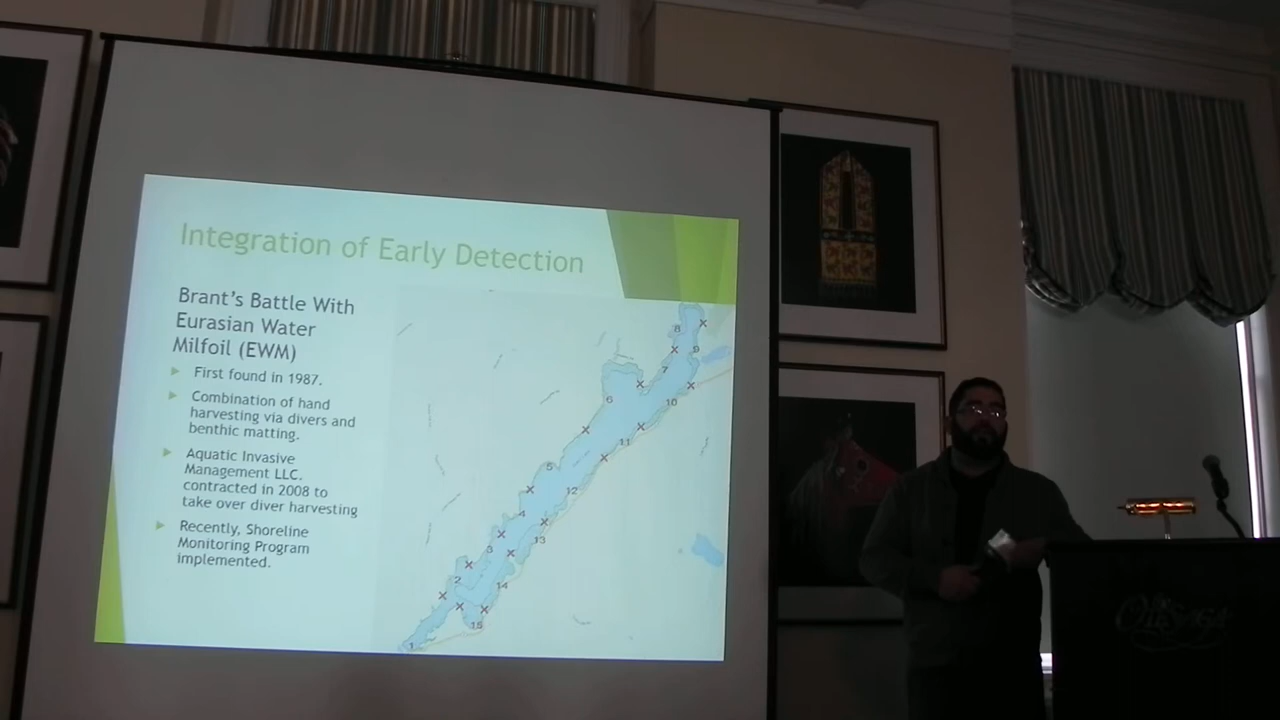 Integration of Early Detection
Brant's Battle With
Eurasian Water
Milfoil (EWM)
First found in 1987.
Combination of hand
harvesting via divers and
benthic matting.
Aquatic Invasive
Management LLC.
contracted in 2008 to
take over diver harvesting
Recently, Shoreline
Monitoring Program
implemented.
8
9
7
6
10
11
5
12
4
13
3
2
14
15
1